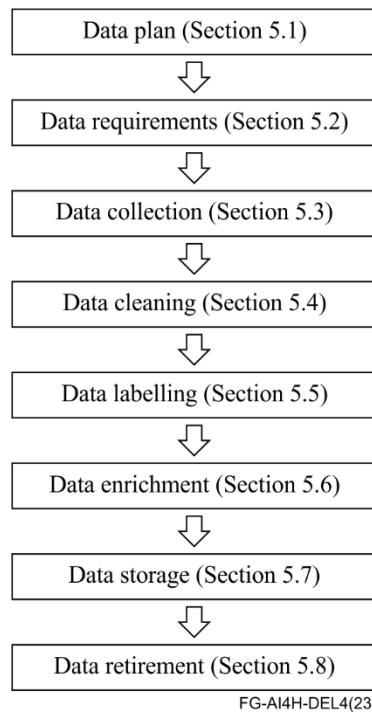 Data plan (Section 5.1)
Data requirements (Section 5.2)
Data collection (Section 5.3)
Data cleaning (Section 5.4)
Data labelling (Section 5.5)
Data enrichment (Section 5.6)
Data storage (Section 5.7)
Data retirement (Section 5.8)
FG-AI4H-DEL4(23